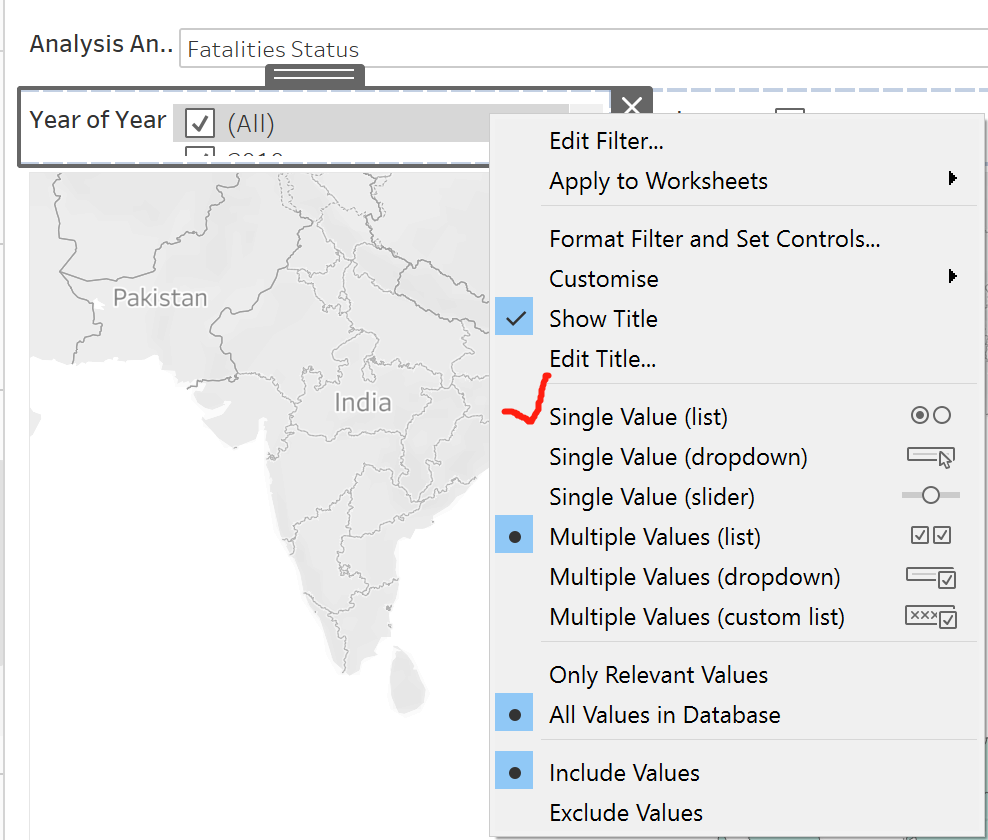 Analysis An..
Fatalities Status
Year of Year
(All)
Edit Filter...
Apply to Worksheets
Format Filter and Set Controls...
Customise
Show Title
Edit Title...
Single Value (list)
Single Value (dropdown)
Single Value (slider)
Multiple Values (list)
Multiple Values (dropdown)
Multiple Values (custom list)
Only Relevant Values
All Values in Database
Include Values
Exclude Values
Pakistan
India